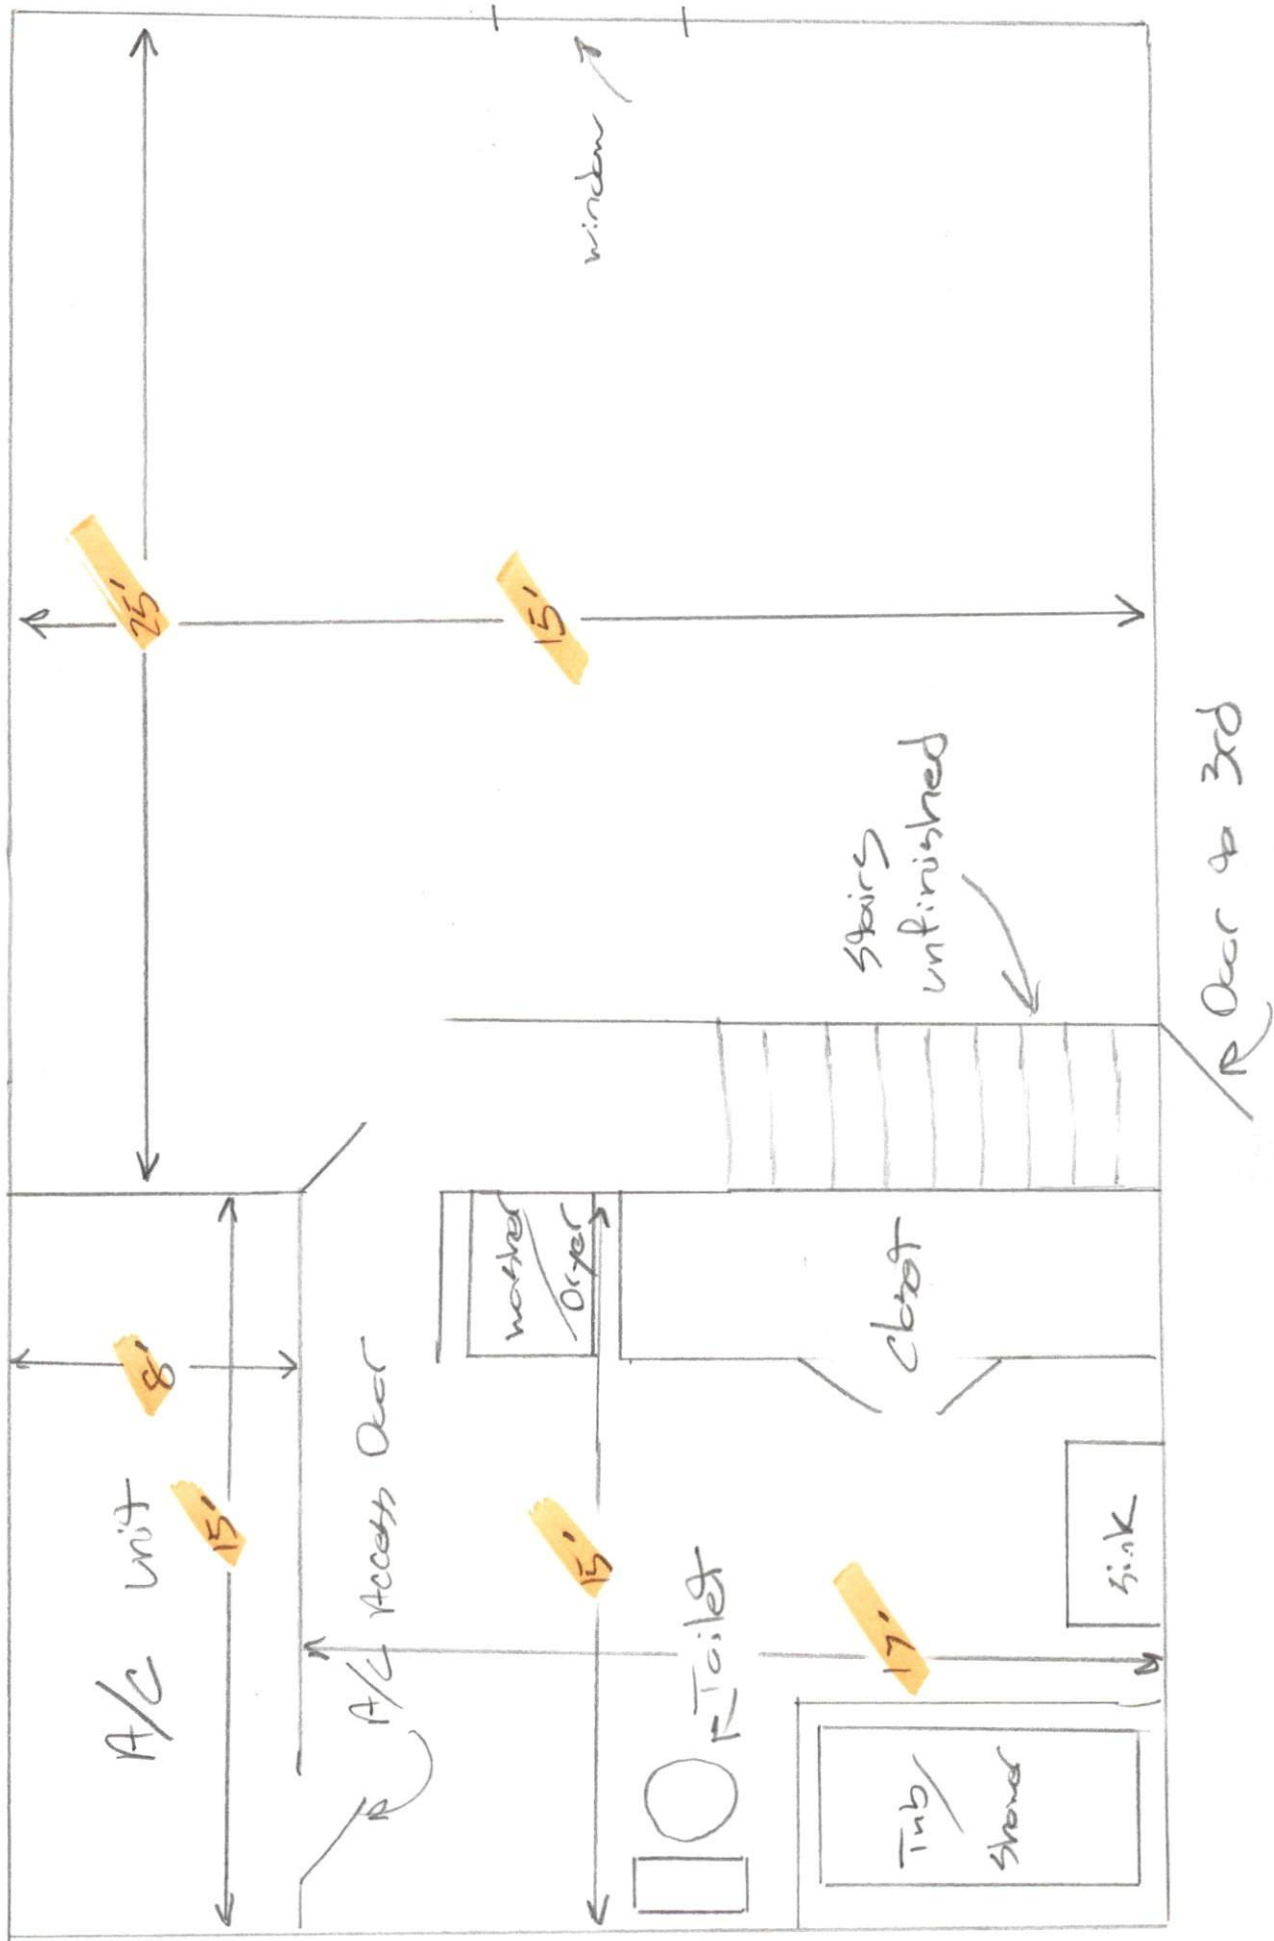 A/C unit
8'
15'
A/C Access Door
25'
15'
window
washer/
Dryer
15'
Toilet
17'
Closet
Stairs
unfinished
Tub/
Shower
Sink
Door to 3rd